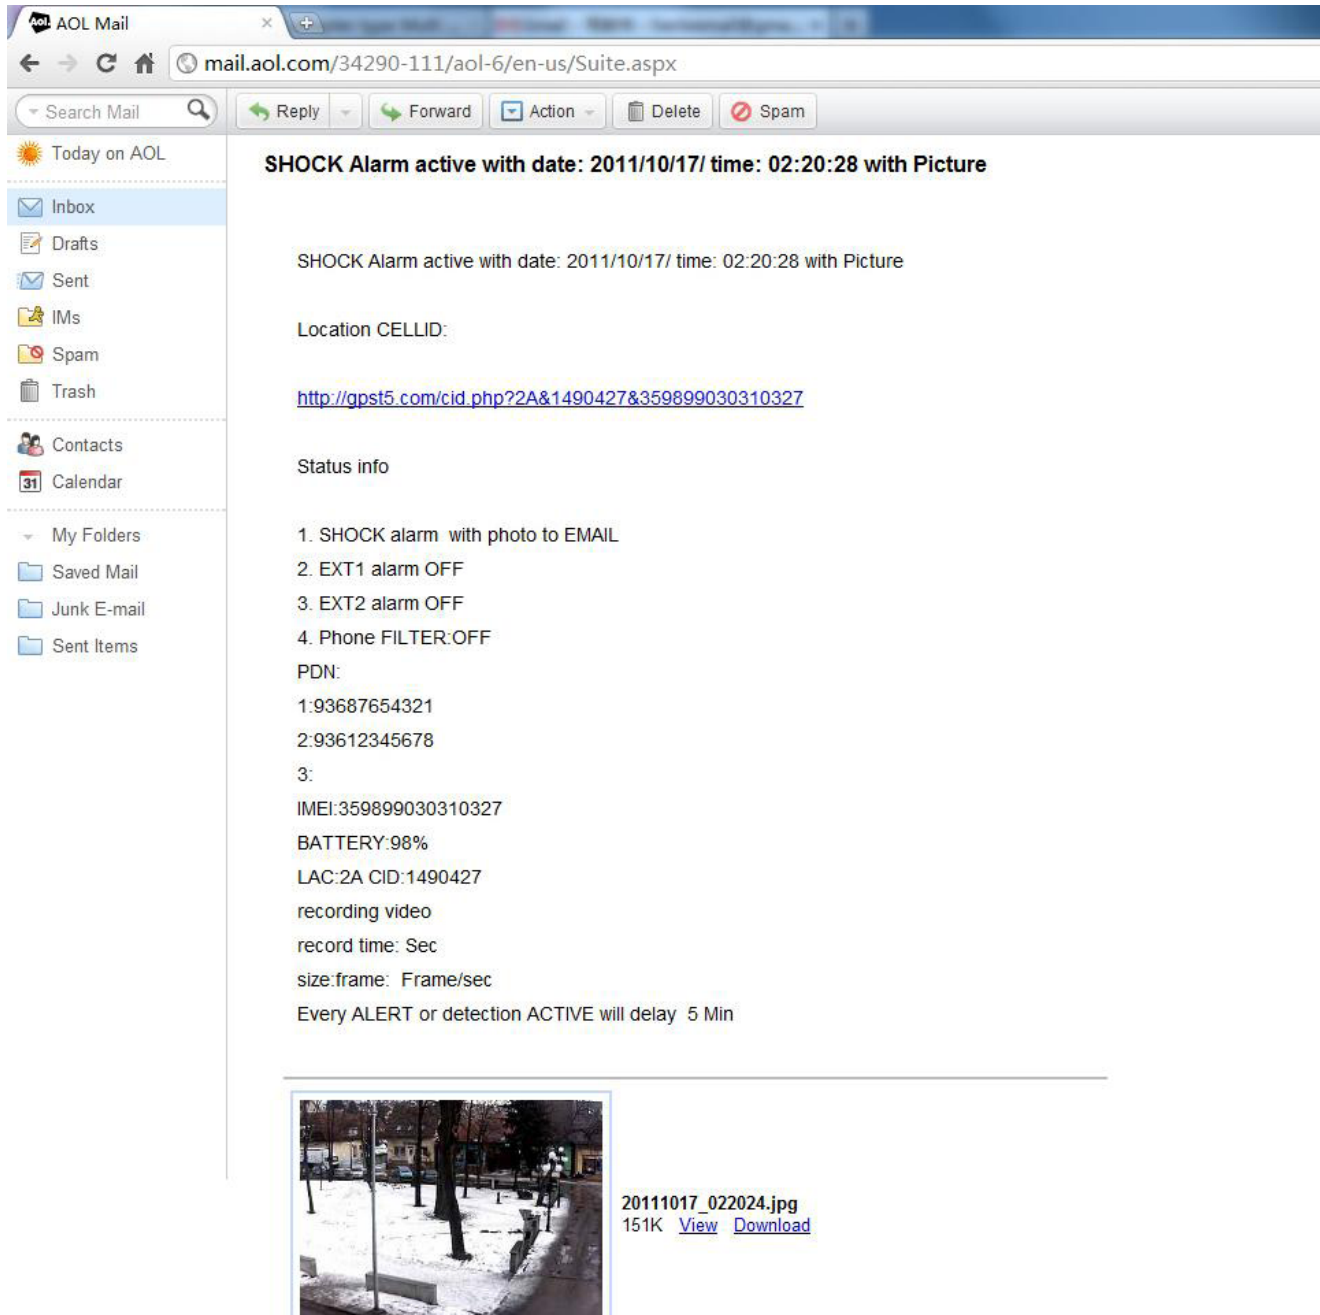 AOL Mail
mail.aol.com/34290-111/aol-6/en-us/Suite.aspx
Search Mail
Reply
Forward
Action
Delete
Spam
Today on AOL
Inbox
Drafts
Sent
IMs
Spam
Trash
Contacts
31 Calendar
My Folders
Saved Mail
Junk E-mail
Sent Items
SHOCK Alarm active with date: 2011/10/17/ time: 02:20:28 with Picture
SHOCK Alarm active with date: 2011/10/17/ time: 02:20:28 with Picture
Location CELLID:
http://gpst5.com/cid.php?2A&1490427&359899030310327
Status info
1. SHOCK alarm  with photo to EMAIL
2. EXT1 alarm OFF
3. EXT2 alarm OFF
4. Phone FILTER:OFF
PDN:
1:93687654321
2:93612345678
3:
IMEI:359899030310327
BATTERY:98%
LAC:2A CID:1490427
recording video
record time: Sec
size:frame:  Frame/sec
Every ALERT or detection ACTIVE will delay  5 Min
20111017_022024.jpg
151K View Download